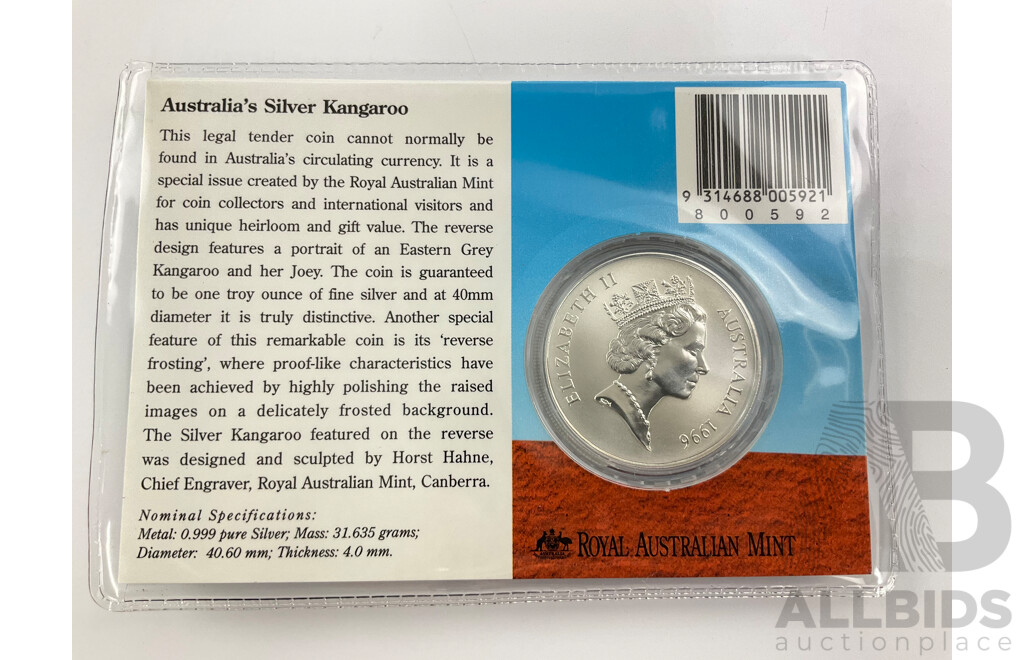 Australia's Silver Kangaroo
This legal tender coin cannot normally be
found in Australia's circulating currency. It is a
special issue created by the Royal Australian Mint
for coin collectors and international visitors and
has unique heirloom and gift value. The reverse
design features a portrait of an Eastern Grey
Kangaroo and her Joey. The coin is guaranteed
to be one troy ounce of fine silver and at 40mm
diameter it is truly distinctive. Another special
feature of this remarkable coin is its 'reverse
frosting', where proof-like characteristics have
been achieved by highly polishing the raised
images on a delicately frosted background.
The Silver Kangaroo featured on the reverse
was designed and sculpted by Horst Hahne,
Chief Engraver, Royal Australian Mint, Canberra.
Nominal Specifications:
Metal: 0.999 pure Silver; Mass: 31.635 grams;
Diameter: 40.60 mm; Thickness: 4.0 mm.
9 314688 005921
800592
ELIZABETH II
AUSTRALIA 1996
ROYAL AUSTRALIAN MINT
B
ALLBIDS
auctionplace